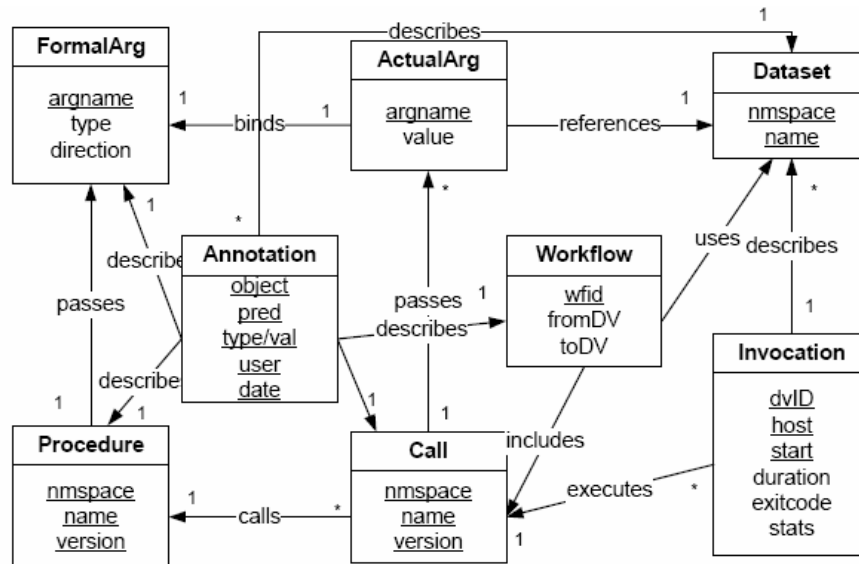 describes
1
FormalArg
argname
type
direction
ActualArg
argname
value
Dataset
nmspace
name
1
binds
1
references
1
1
*
*
*
describes
passes
Annotation
object
pred
type/val
user
date
passes
describes
1
Workflow
wfid
fromDV
toDV
uses
describes
1
Invocation
dvID
host
start
duration
exitcode
stats
describes
1
1
1
1
Procedure
nmspace
name
version
1
calls
*
Call
nmspace
name
version
includes
executes
*
1